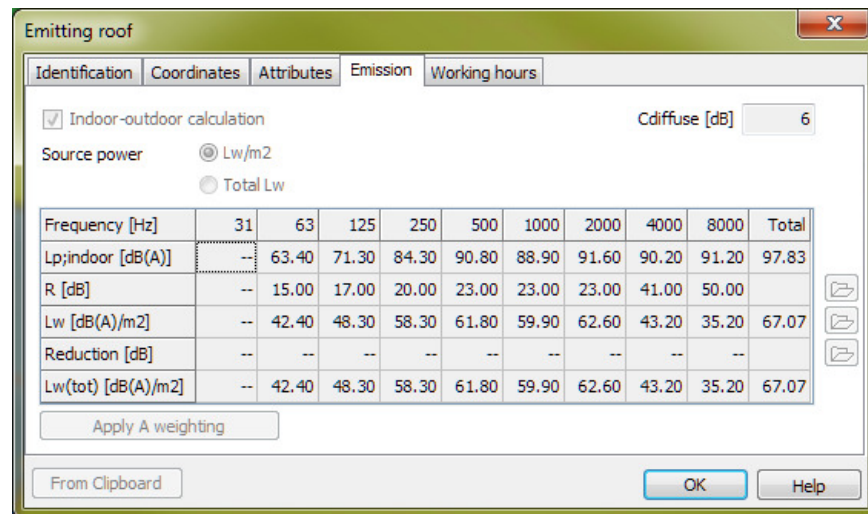 Emitting roof
Identification Coordinates Attributes Emission Working hours
Indoor-outdoor calculation Cdiffuse [dB] 6
Source power Lw/m2
Total Lw
Frequency [Hz] 31 63 125 250 500 1000 2000 4000 8000 Total
Lp;indoor [dB(A)] -- 63.40 71.30 84.30 90.80 88.90 91.60 90.20 91.20 97.83
R [dB] -- 15.00 17.00 20.00 23.00 23.00 23.00 41.00 50.00
Lw [dB(A)/m2] -- 42.40 48.30 58.30 61.80 59.90 62.60 43.20 35.20 67.07
Reduction [dB] -- -- -- -- -- -- -- -- --
Lw(tot) [dB(A)/m2] -- 42.40 48.30 58.30 61.80 59.90 62.60 43.20 35.20 67.07
Apply A weighting
From Clipboard OK Help